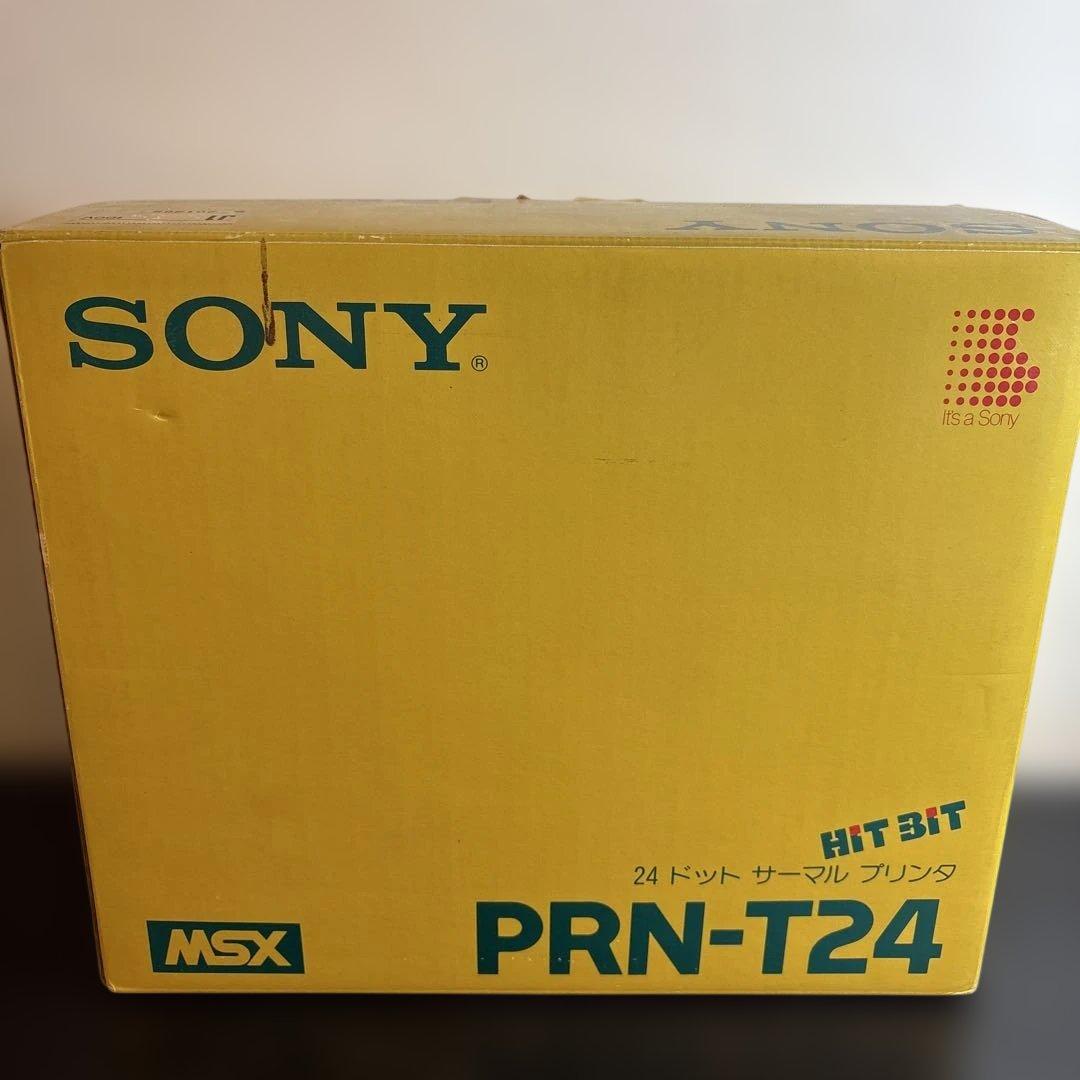 SONY
SONY®
It's a Sony
HiT BiT
24 ドット サーマル プリンタ
MSX
PRN-T24